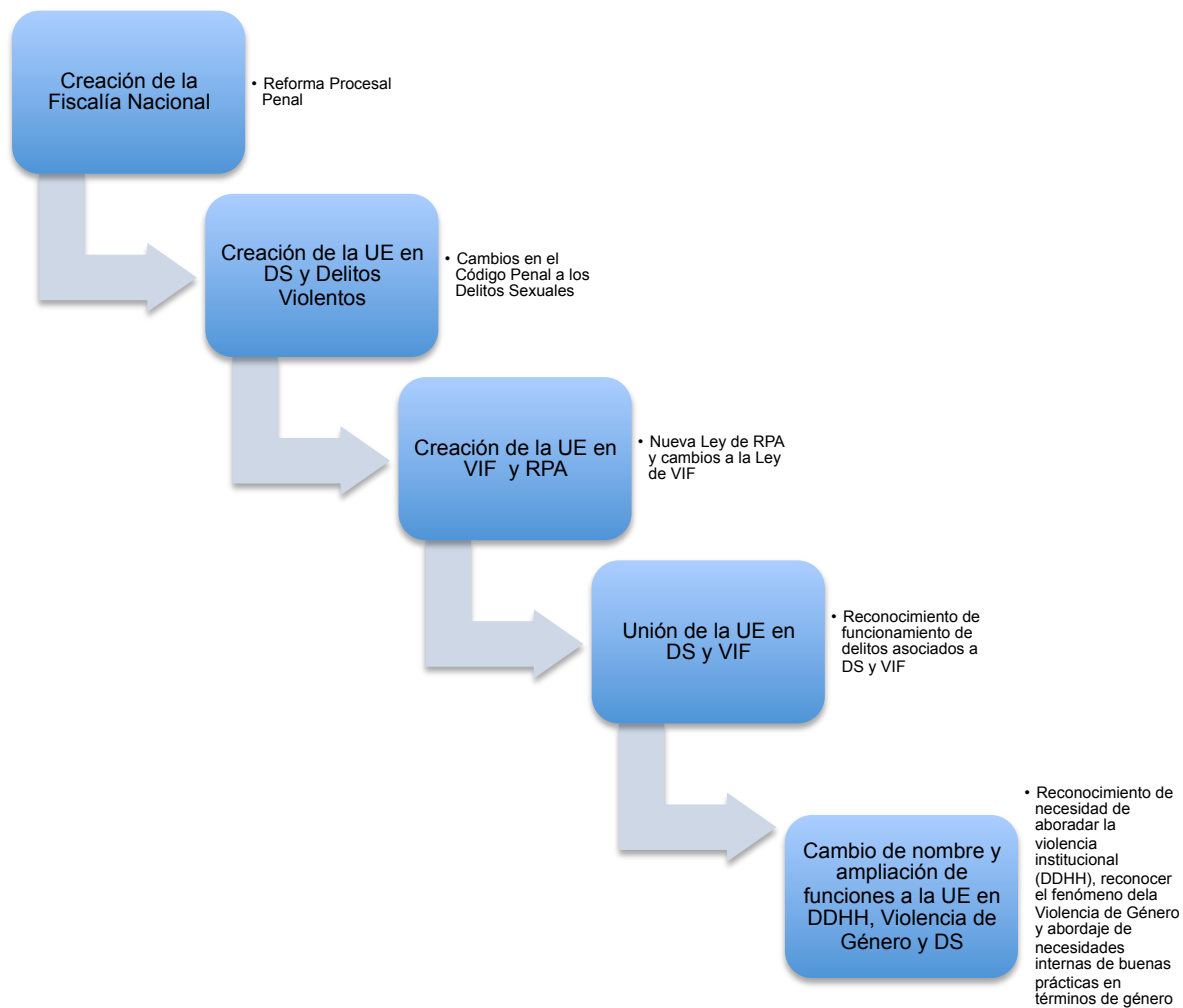 Creación de la
Fiscalía Nacional
• Reforma Procesal
Penal
Creación de la UE en
DS y Delitos
Violentos
• Cambios en el
Código Penal a los
Delitos Sexuales
Creación de la UE en
VIF y RPA
• Nueva Ley de RPA
y cambios a la Ley
de VIF
Unión de la UE en
DS y VIF
• Reconocimiento de
funcionamiento de
delitos asociados a
DS y VIF
Cambio de nombre y
ampliación de
funciones a la UE en
DDHH, Violencia de
Género y DS
• Reconocimiento de
necesidad de
aboradar la
violencia
institucional
(DDHH), reconocer
el fenómeno dela
Violencia de Género
y abordaje de
necesidades
internas de buenas
prácticas en
términos de género